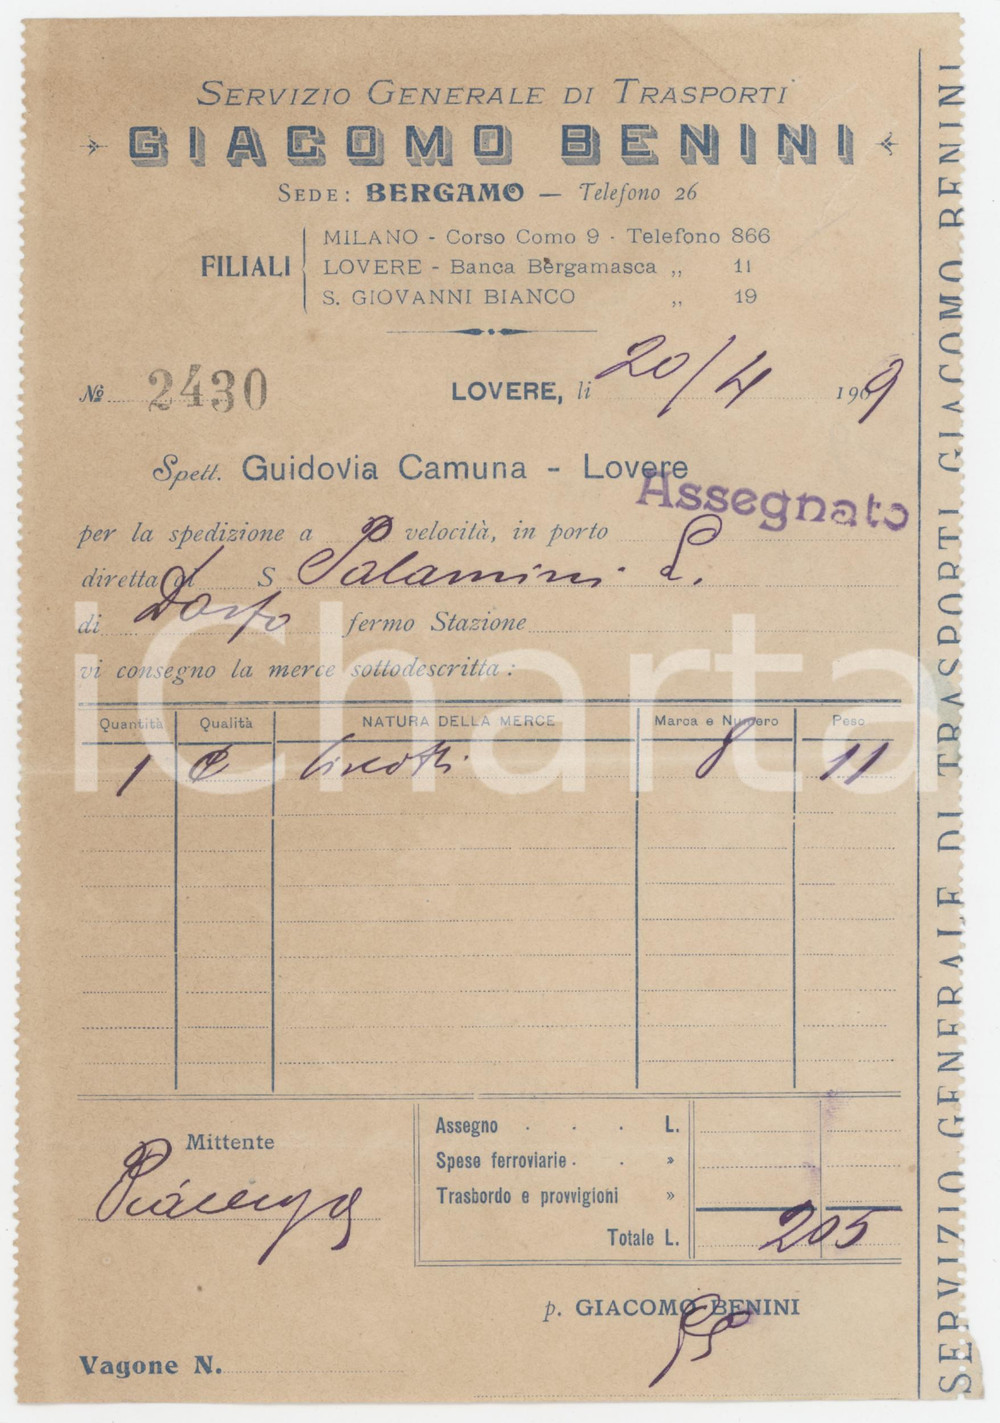 SERVIZIO GENERALE DI TRASPORTI
GIACOMO BENINI
SEDE: BERGAMO — Telefono 26
FILIALI
MILANO - Corso Como 9 - Telefono 866
LOVERE - Banca Bergamasca „ 11
S. GIOVANNI BIANCO „ 19
No 2430
LOVERE, li 20/4 1909
Spett. Guidovia Camuna - Lovere
Assegnato
per la spedizione a P velocità, in porto
diretta al S Salamini L.
di Darfo fermo Stazione
vi consegno la merce sottodescritta:
Quantità Qualità NATURA DELLA MERCE Marca e Numero Peso
1 C 8 11
Mittente
Piacenza
Assegno . . . L.
Spese ferroviarie . . »
Trasbordo e provvigioni »
Totale L. 205
p. GIACOMO BENINI
Vagone N.
SERVIZIO GENERALE DI TRASPORTI GIACOMO BENINI
iCharta